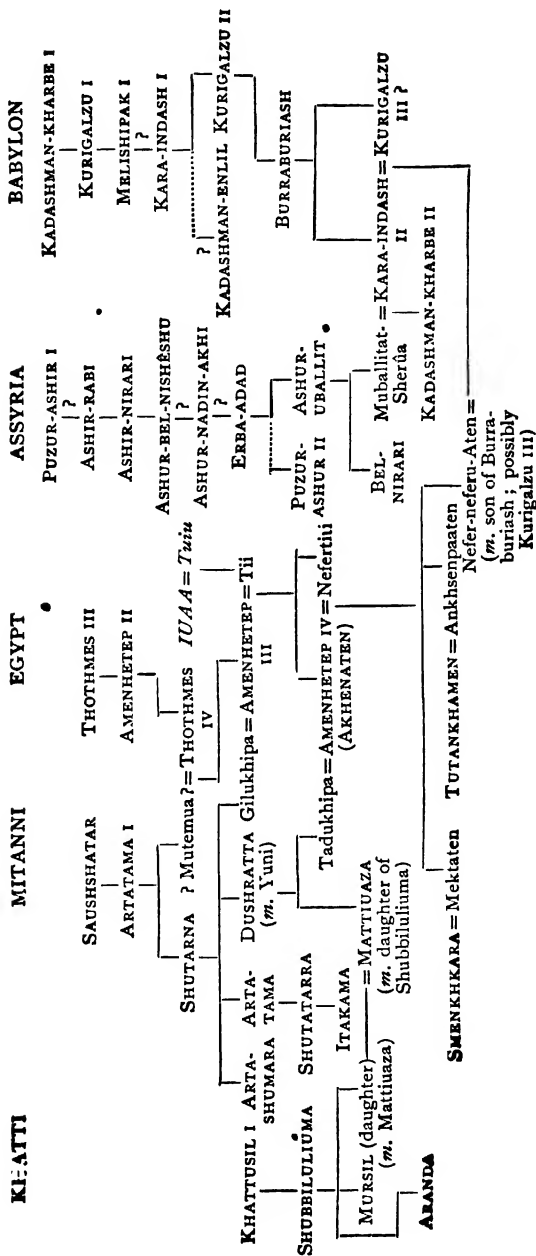 KHATTI
MITANNI
EGYPT
ASSYRIA
BABYLON
SAUSHSHATAR
ARTATAMA I
SHUTARNA ? Mutemua ? = THOTHMES IV
THOTHMES III
AMENHETEP II
IUAA = Tuiu
PUZUR-ASHIR I
?
ASHIR-RABI
ASHIR-NIRARI
ASHUR-BEL-NISHÊSHU
?
ASHUR-NADIN-AKHI
?
ERBA-ADAD
KADASHMAN-KHARBE I
KURIGALZU I
MELISHIPAK I
?
KARA-INDASH I
?
KADASHMAN-ENLIL KURIGALZU II
BURRABURIASH
KHATTUSIL I
SHUBBILULIUMA
MURSIL (daughter)
(m. Mattiuaza)
ARANDA
ARTA-
SHUMARA
ARTA-
TAMA
SHUTATARRA
ITAKAMA
DUSHRATTA
(m. Yuni)
Gilukhipa = AMENHETEP = Tii
III
= MATTIUAZA
(m. daughter of
Shubbiluliuma)
Tadukhipa = AMENHETEP IV = Nefertiti
(AKHENATEN)
PUZUR-
ASHUR II
ASHUR-
UBALLIT
BEL-
NIRARI
Muballitat- = KARA-INDASH = KURIGALZU
Sherûa
II
III ?
KADASHMAN-KHARBE II
SMENKHKARA = Mektaten
TUTANKHAMEN = Ankhsenpaaten
Nefer-neferu-Aten =
(m. son of Burra-
buriash; possibly
Kurigalzu III)